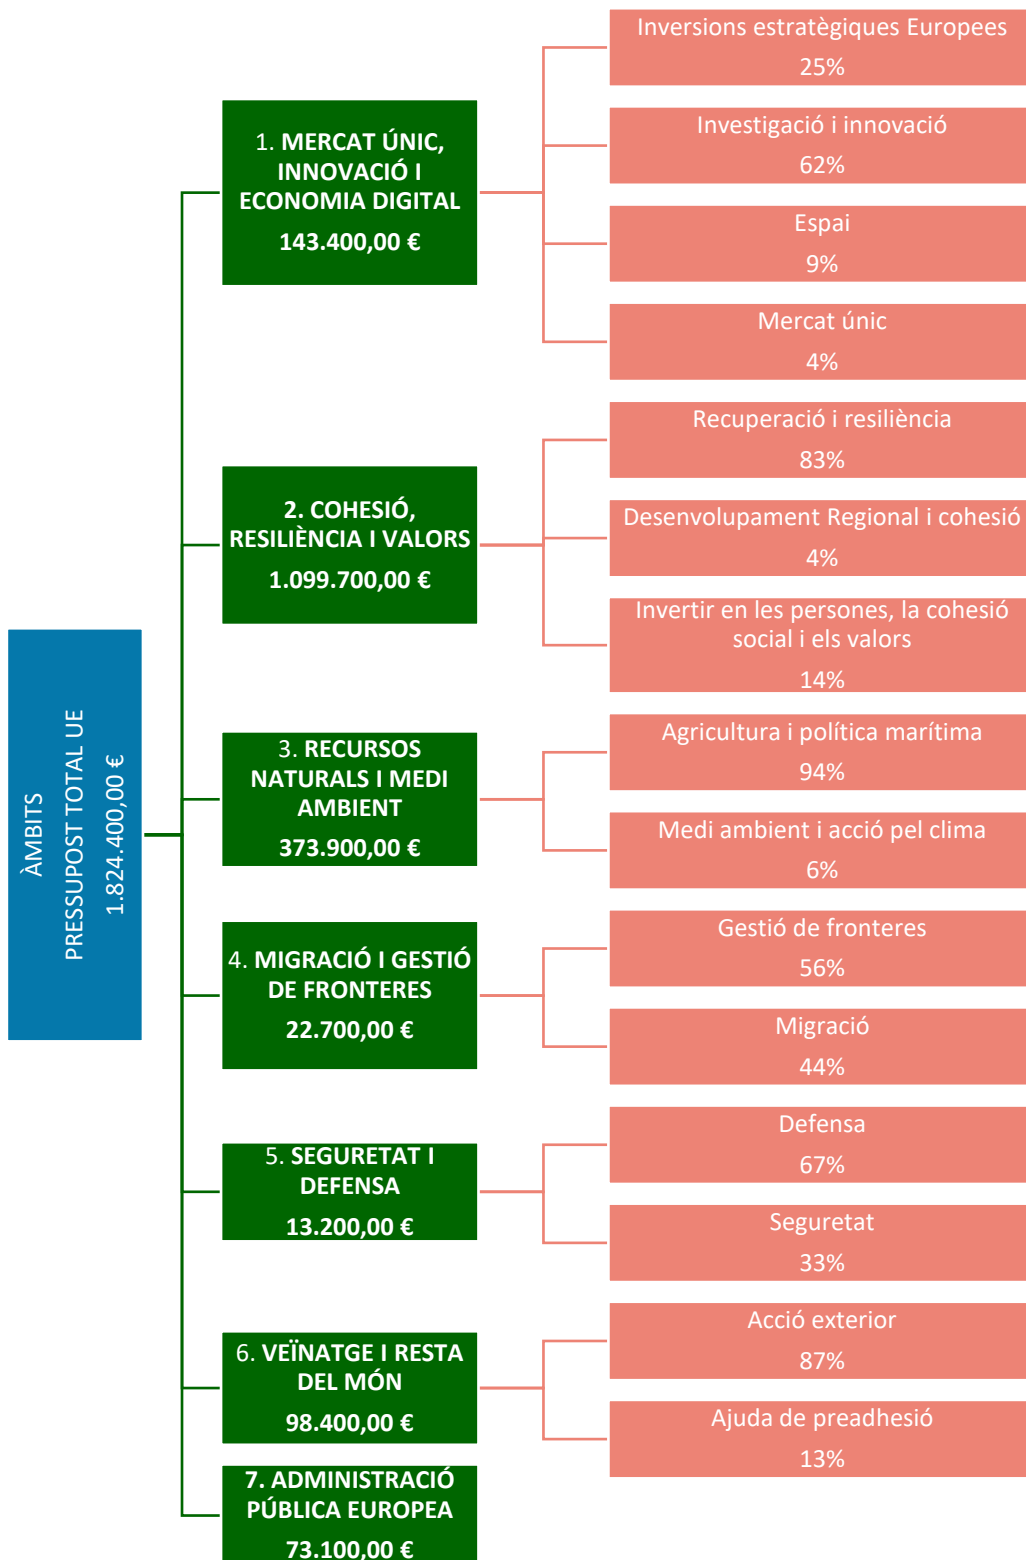 ÀMBITS
PRESSUPOST TOTAL UE
1.824.400,00 €
1. MERCAT ÚNIC,
INNOVACIÓ I
ECONOMIA DIGITAL
143.400,00 €
Inversions estratègiques Europees
25%
Investigació i innovació
62%
Espai
9%
Mercat únic
4%
2. COHESIÓ,
RESILIÈNCIA I VALORS
1.099.700,00 €
Recuperació i resiliència
83%
Desenvolupament Regional i cohesió
4%
Invertir en les persones, la cohesió
social i els valors
14%
3. RECURSOS
NATURALS I MEDI
AMBIENT
373.900,00 €
Agricultura i política marítima
94%
Medi ambient i acció pel clima
6%
4. MIGRACIÓ I GESTIÓ
DE FRONTERES
22.700,00 €
Gestió de fronteres
56%
Migració
44%
5. SEGURETAT I
DEFENSA
13.200,00 €
Defensa
67%
Seguretat
33%
6. VEÏNATGE I RESTA
DEL MÓN
98.400,00 €
Acció exterior
87%
Ajuda de preadhesió
13%
7. ADMINISTRACIÓ
PÚBLICA EUROPEA
73.100,00 €